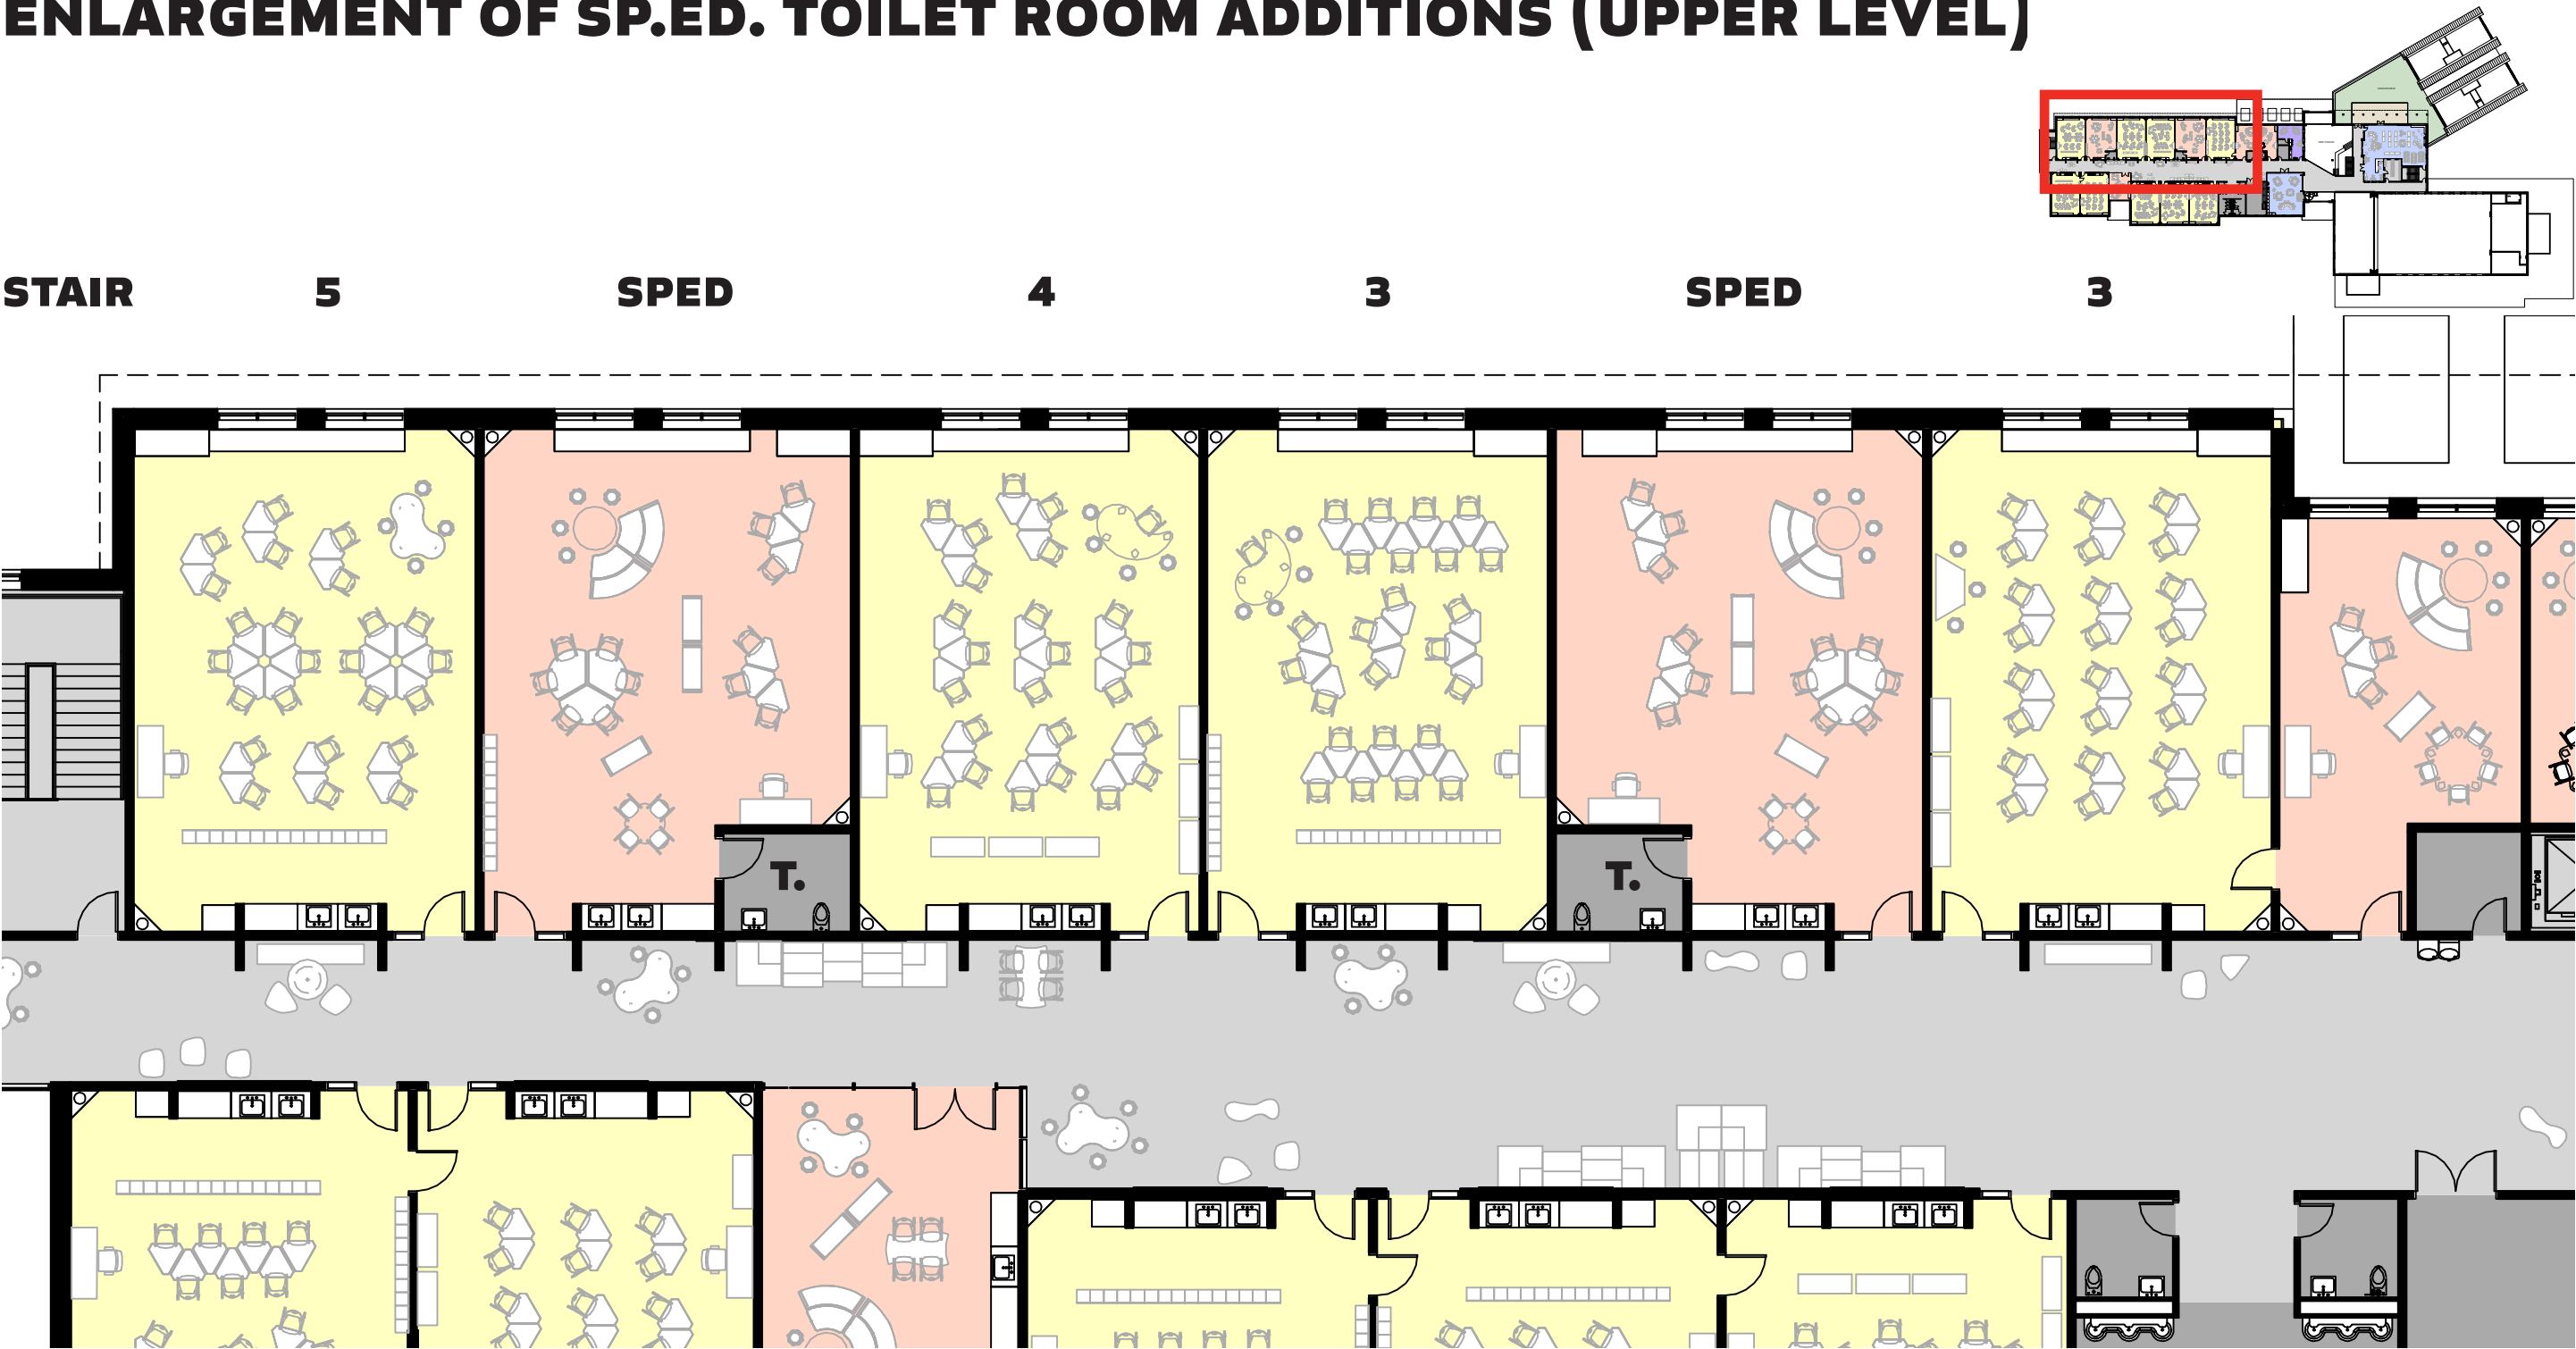 ENLARGEMENT OF SP.ED. TOILET ROOM ADDITIONS (UPPER LEVEL)
STAIR 5 SPED 4 3 SPED 3
T. T.